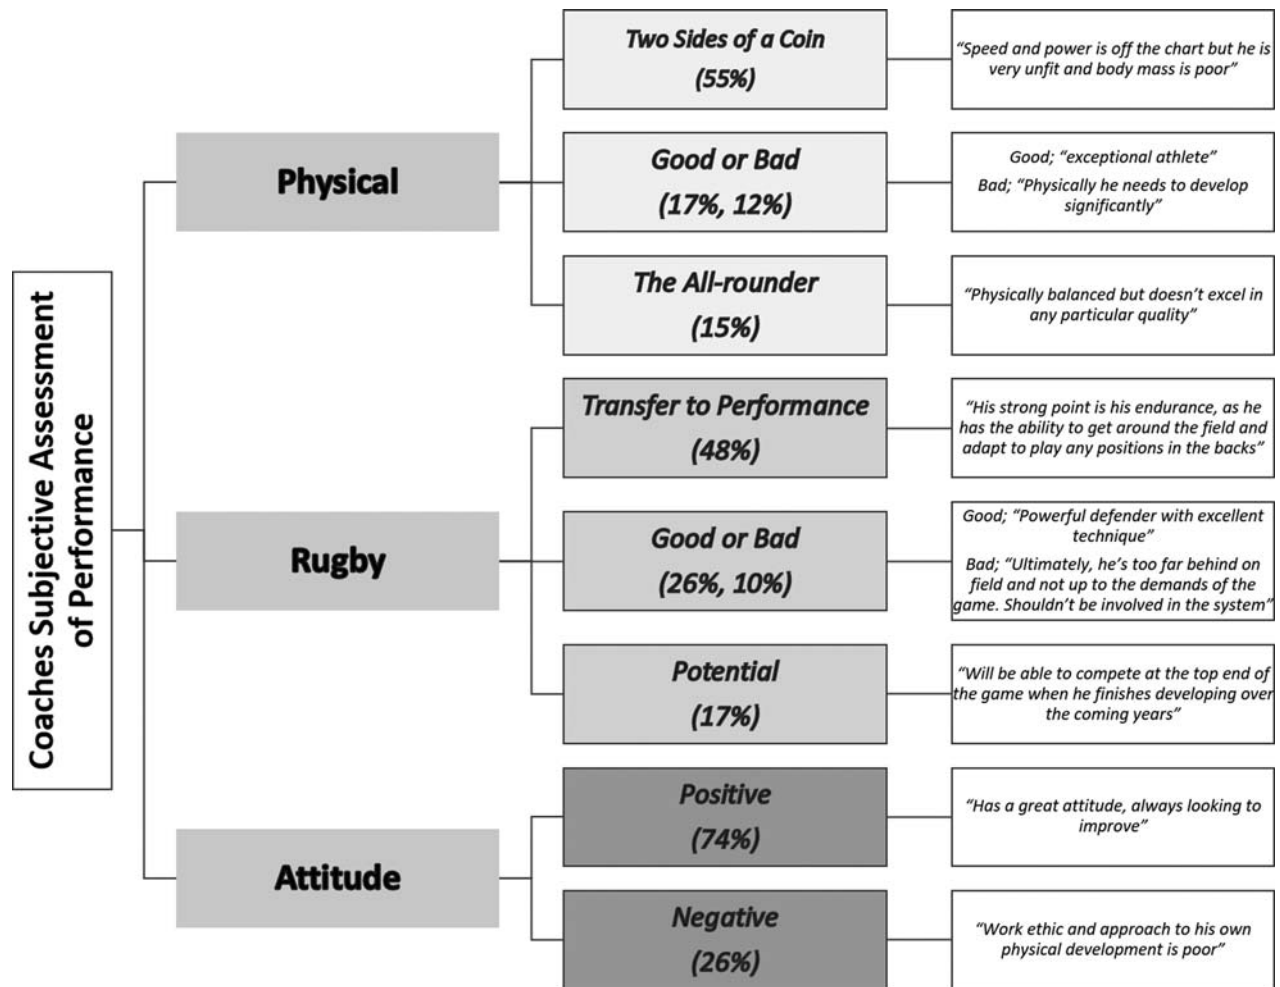 Coaches Subjective Assessment
of Performance
Physical
Two Sides of a Coin
(55%)
“Speed and power is off the chart but he is
very unfit and body mass is poor”
Good or Bad
(17%, 12%)
Good; “exceptional athlete”
Bad; “Physically he needs to develop
significantly”
The All-rounder
(15%)
“Physically balanced but doesn’t excel in
any particular quality”
Rugby
Transfer to Performance
(48%)
“His strong point is his endurance, as he
has the ability to get around the field and
adapt to play any positions in the backs”
Good or Bad
(26%, 10%)
Good; “Powerful defender with excellent
technique”
Bad; “Ultimately, he’s too far behind on
field and not up to the demands of the
game. Shouldn’t be involved in the system”
Potential
(17%)
“Will be able to compete at the top end of
the game when he finishes developing over
the coming years”
Attitude
Positive
(74%)
“Has a great attitude, always looking to
improve”
Negative
(26%)
“Work ethic and approach to his own
physical development is poor”